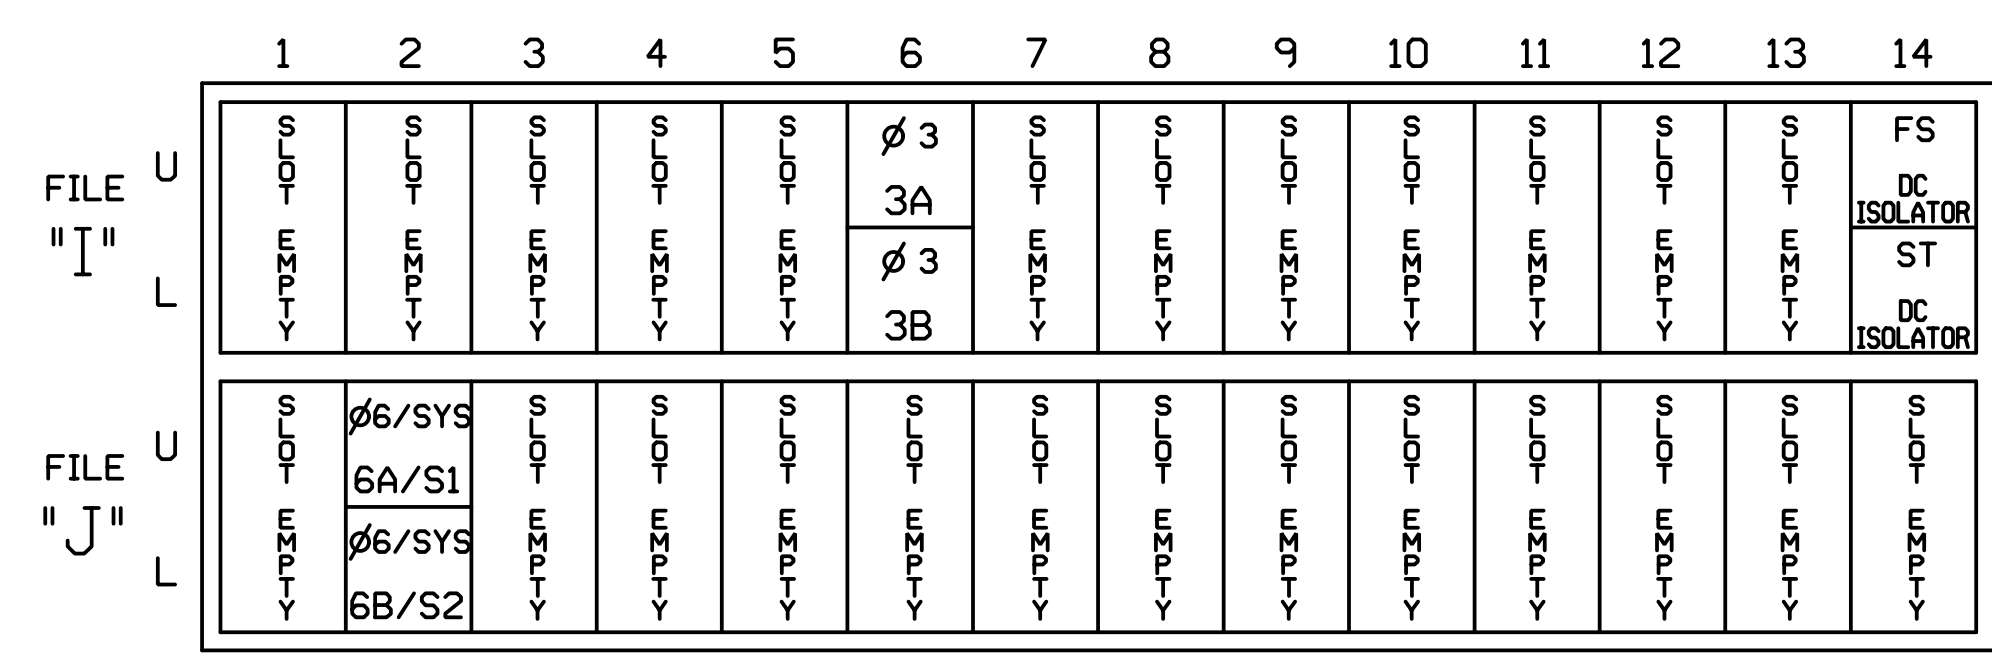 1 2 3 4 5 6 7 8 9 10 11 12 13 14
FILE "I"
U
L
SLOT EMPTY
SLOT EMPTY
SLOT EMPTY
SLOT EMPTY
SLOT EMPTY
Ø 3
3A
Ø 3
3B
SLOT EMPTY
SLOT EMPTY
SLOT EMPTY
SLOT EMPTY
SLOT EMPTY
SLOT EMPTY
SLOT EMPTY
FS
DC
ISOLATOR
ST
DC
ISOLATOR
FILE "J"
U
L
SLOT EMPTY
Ø6/SYS
6A/S1
Ø6/SYS
6B/S2
SLOT EMPTY
SLOT EMPTY
SLOT EMPTY
SLOT EMPTY
SLOT EMPTY
SLOT EMPTY
SLOT EMPTY
SLOT EMPTY
SLOT EMPTY
SLOT EMPTY
SLOT EMPTY
SLOT EMPTY